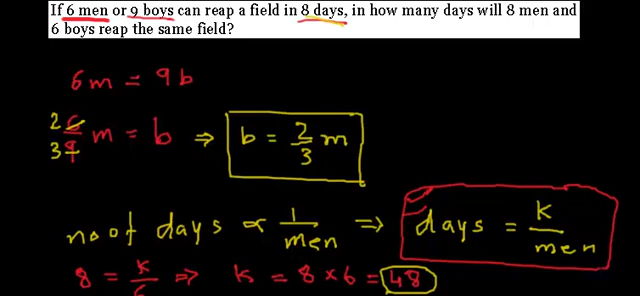 If 6 men or 9 boys can reap a field in 8 days, in how many days will 8 men and
6 boys reap the same field?
6m = 9b
2
6/9 m = b ⇒ b = 2/3 m
3
no of days ∝ 1/men ⇒ days = k/men
8 = k/6 ⇒ k = 8 × 6 = 48